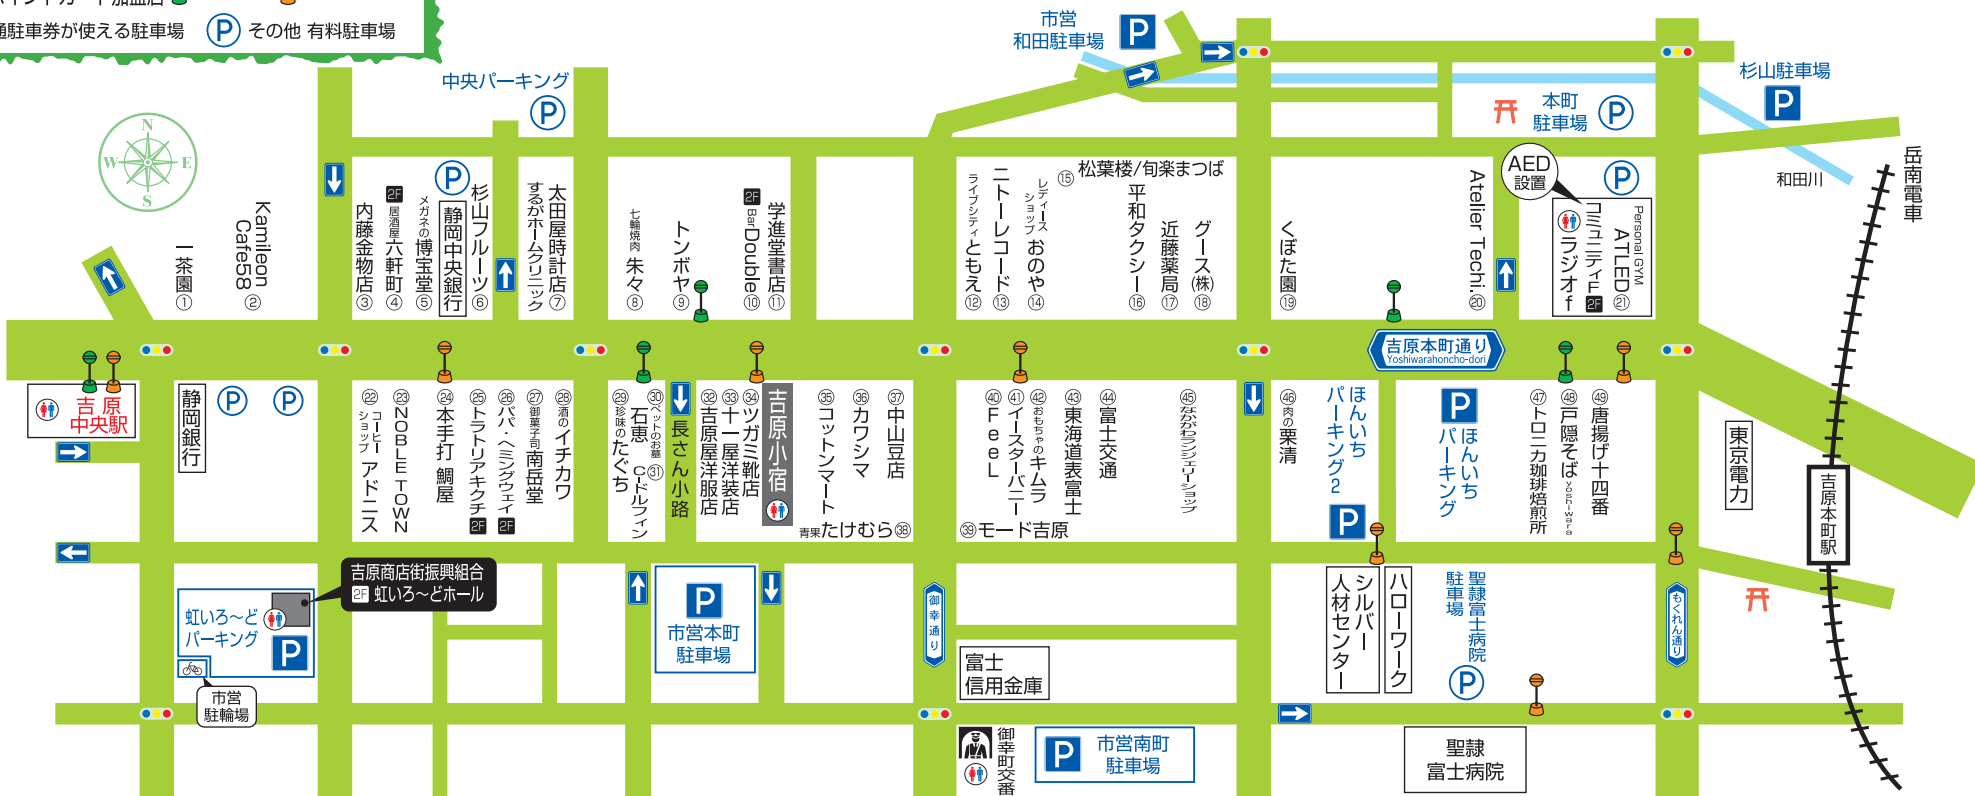 通駐車券が使える駐車場
P その他 有料駐車場
N
W
E
S
中央パーキング
P
市営
和田駐車場
P
杉山駐車場
P
本町
駐車場
P
和田川
岳南電車
AED
設置
一茶園①
Kamileon
Cafe58 ②
内藤金物店③
2F 居酒屋 六軒町④
メガネの 博宝堂⑤
P
静岡中央銀行
杉山フルーツ⑥
太田屋時計店⑦
するがホームクリニック
七輪焼肉 朱々⑧
トンボヤ⑨
2F Bar Double⑩
学進堂書店⑪
ライブシティ ともえ⑫
ニトーレコード⑬
レディース
ショップ おのや⑭
⑮松葉楼/旬楽まつば
平和タクシー⑯
近藤薬局⑰
グース(株)⑱
くぼた園⑲
Atelier Techi.⑳
P
コミュニティF 2F
ラジオf
Personal GYM
ATLED㉑
吉原本町通り
Yoshiwarahoncho-dori
吉原
中央駅
静岡銀行
P
P
㉒コーヒー
ショップ アドニス
㉓NOBLE TOWN
㉔本手打 鯛屋
㉕トラトリアキクチ 2F
㉖パパ・ヘミングウェイ 2F
㉗御菓子司 南岳堂
㉘酒の イチカワ
㉙珍味の たぐち
㉚ペットのお墓 石恵
㉛C-ドルフィン
長さん小路
㉜吉原屋洋服店
㉝十一屋洋装店
㉞ツガミ靴店
吉原小宿
㉟コットンマート
㊱カワシマ
㊲中山豆店
青果 たけむら㊳
㊴モード吉原
㊵FeeL
㊶イースターバニー
㊷おもちゃの キムラ
㊸東海道表富士
㊹富士交通
㊺ながわランジェリーショップ
㊻肉の 栗清
ほんいち
パーキング2
P
P
ほんいち
パーキング
㊼トロニカ珈琲焙煎所
㊽戸隠そば yoshi-wara
㊾唐揚げ十四番
東京電力
吉原本町駅
吉原商店街振興組合
2F 虹いろ〜どホール
虹いろ〜ど
パーキング
P
市営
駐輪場
P
市営本町
駐車場
御幸通り
富士
信用金庫
御幸町交番
P
市営南町
駐車場
シルバー
人材センター
ハローワーク
聖隷富士病院
駐車場
P
もくれん通り
聖隷
富士病院